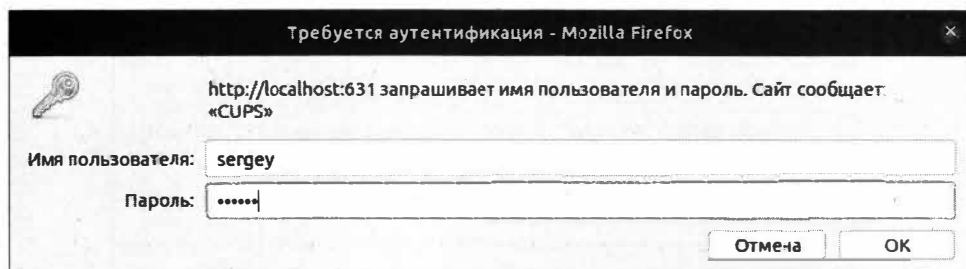 Требуется аутентификация - Mozilla Firefox
http://localhost:631 запрашивает имя пользователя и пароль. Сайт сообщает:
«CUPS»
Имя пользователя: sergey
Пароль: ••••••
Отмена OK